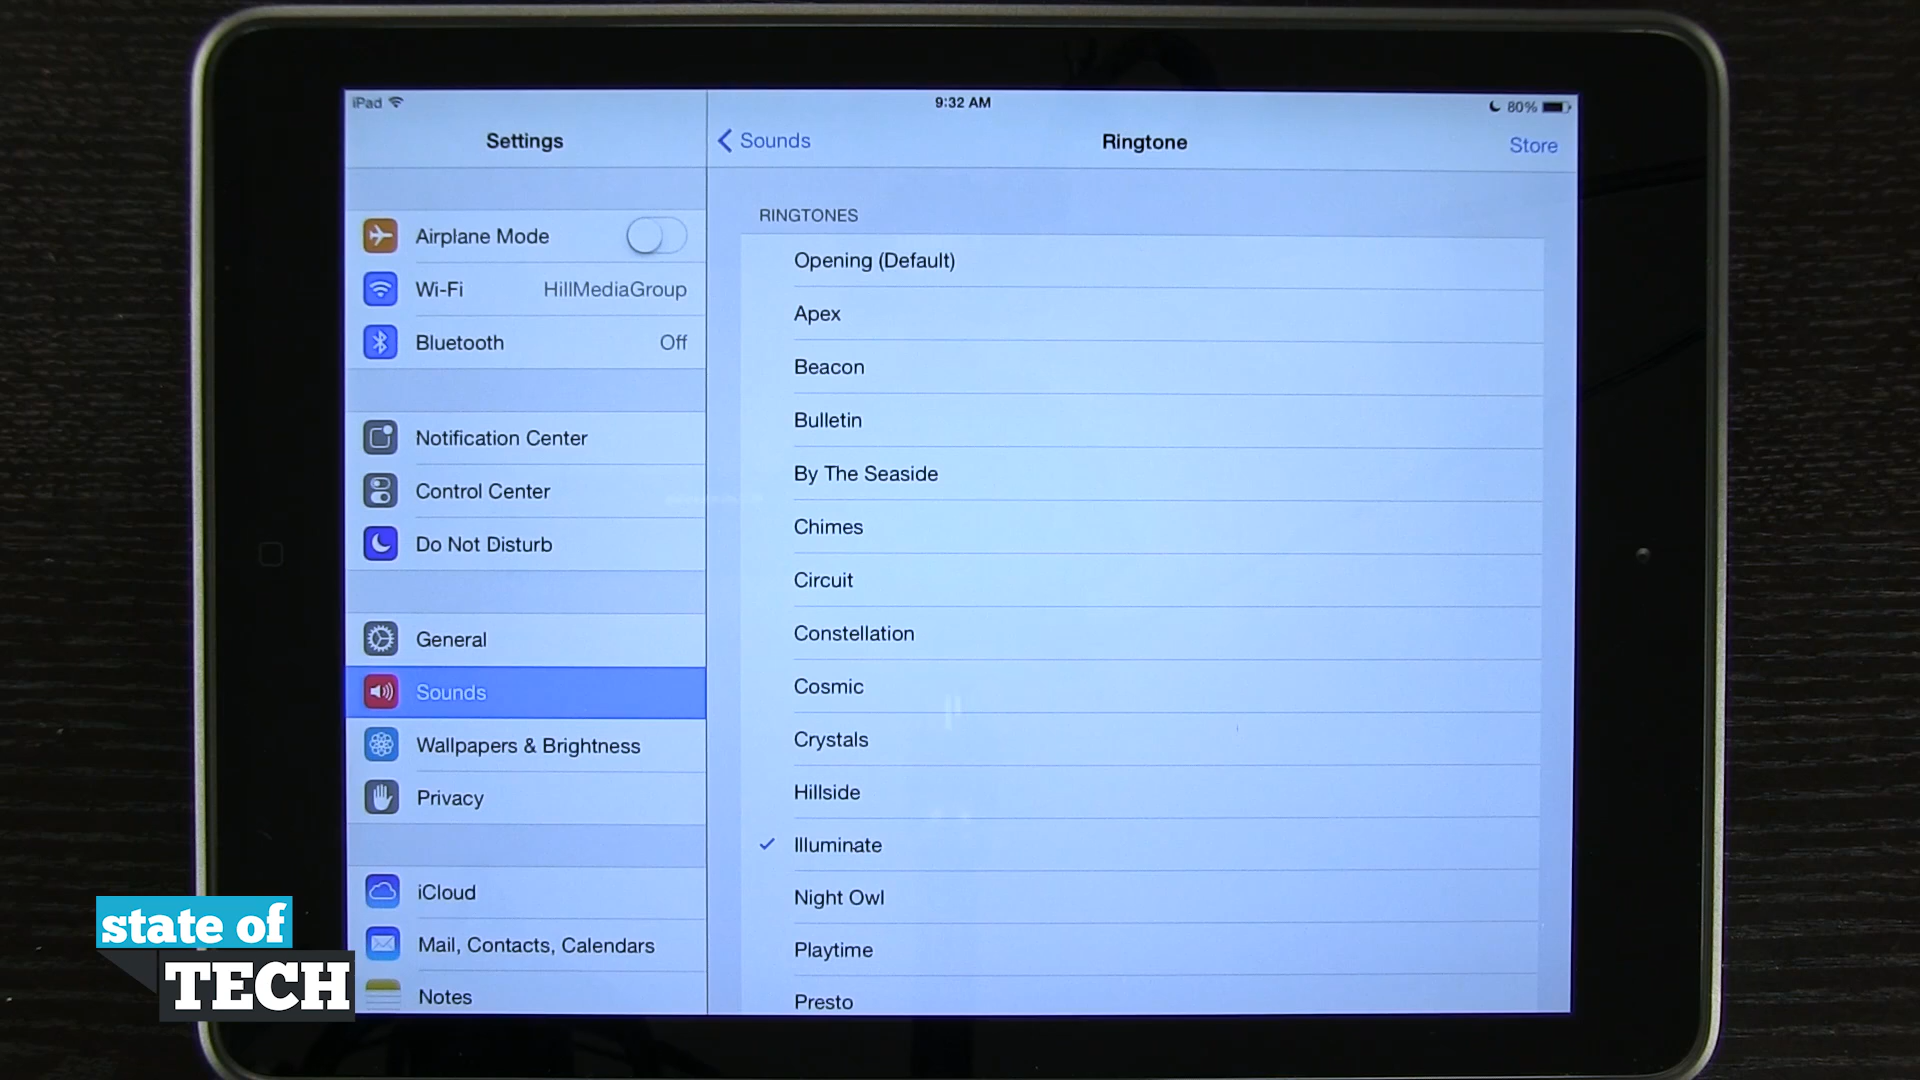 iPad
9:32 AM
80%
Settings
Sounds
Ringtone
Store
Airplane Mode
Wi-Fi
HillMediaGroup
Bluetooth
Off
Notification Center
Control Center
Do Not Disturb
General
Sounds
Wallpapers & Brightness
Privacy
iCloud
Mail, Contacts, Calendars
Notes
RINGTONES
Opening (Default)
Apex
Beacon
Bulletin
By The Seaside
Chimes
Circuit
Constellation
Cosmic
Crystals
Hillside
Illuminate
Night Owl
Playtime
Presto
state of
TECH